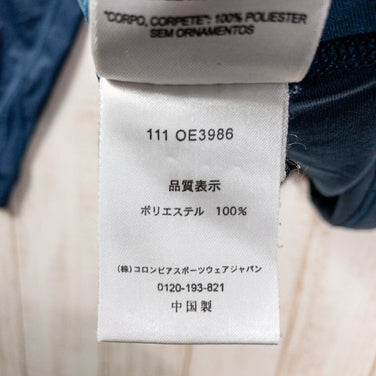 "CORPO, CORPETE": 100% POLIESTER
SEM ORNAMENTOS
111 OE3986
品質表示
ポリエステル 100%
(株)コロンビアスポーツウェアジャパン
0120-193-821
中国製